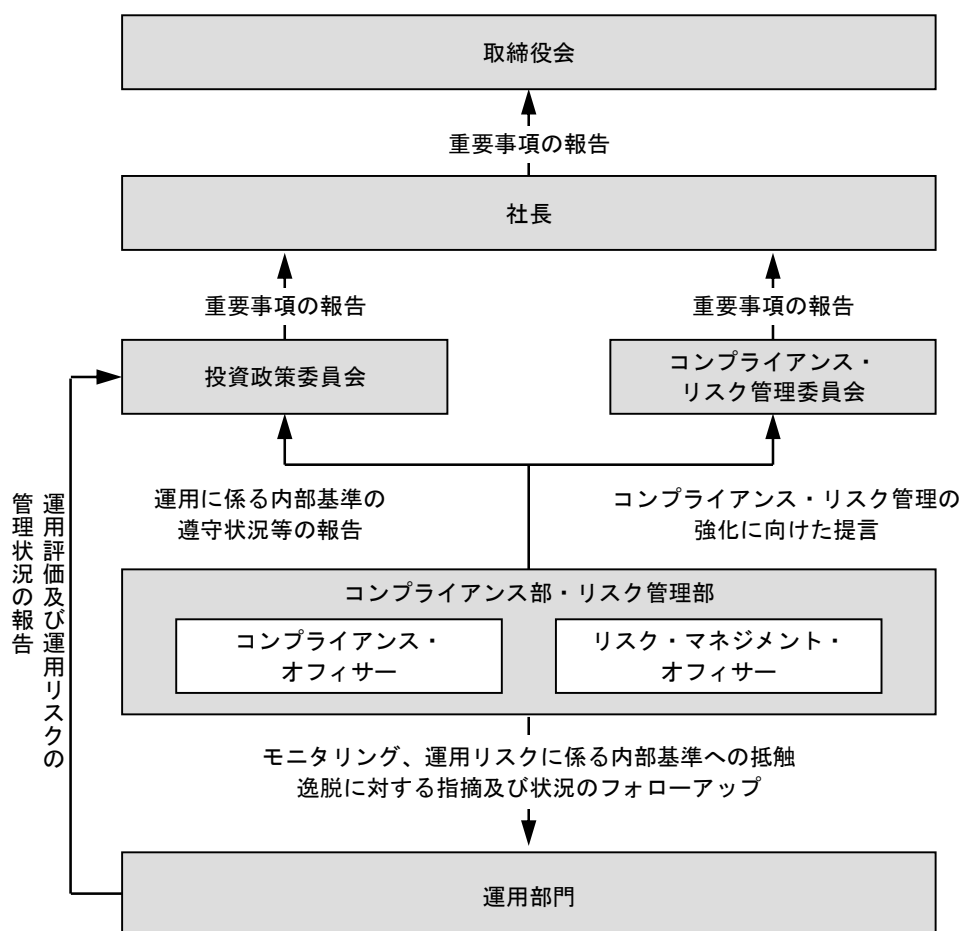 取締役会
重要事項の報告
社長
重要事項の報告
重要事項の報告
投資政策委員会
コンプライアンス・
リスク管理委員会
運用に係る内部基準の
遵守状況等の報告
コンプライアンス・リスク管理の
強化に向けた提言
運用評価及び運用リスクの
管理状況の報告
コンプライアンス部・リスク管理部
コンプライアンス・
オフィサー
リスク・マネジメント・
オフィサー
モニタリング、運用リスクに係る内部基準への抵触
逸脱に対する指摘及び状況のフォローアップ
運用部門